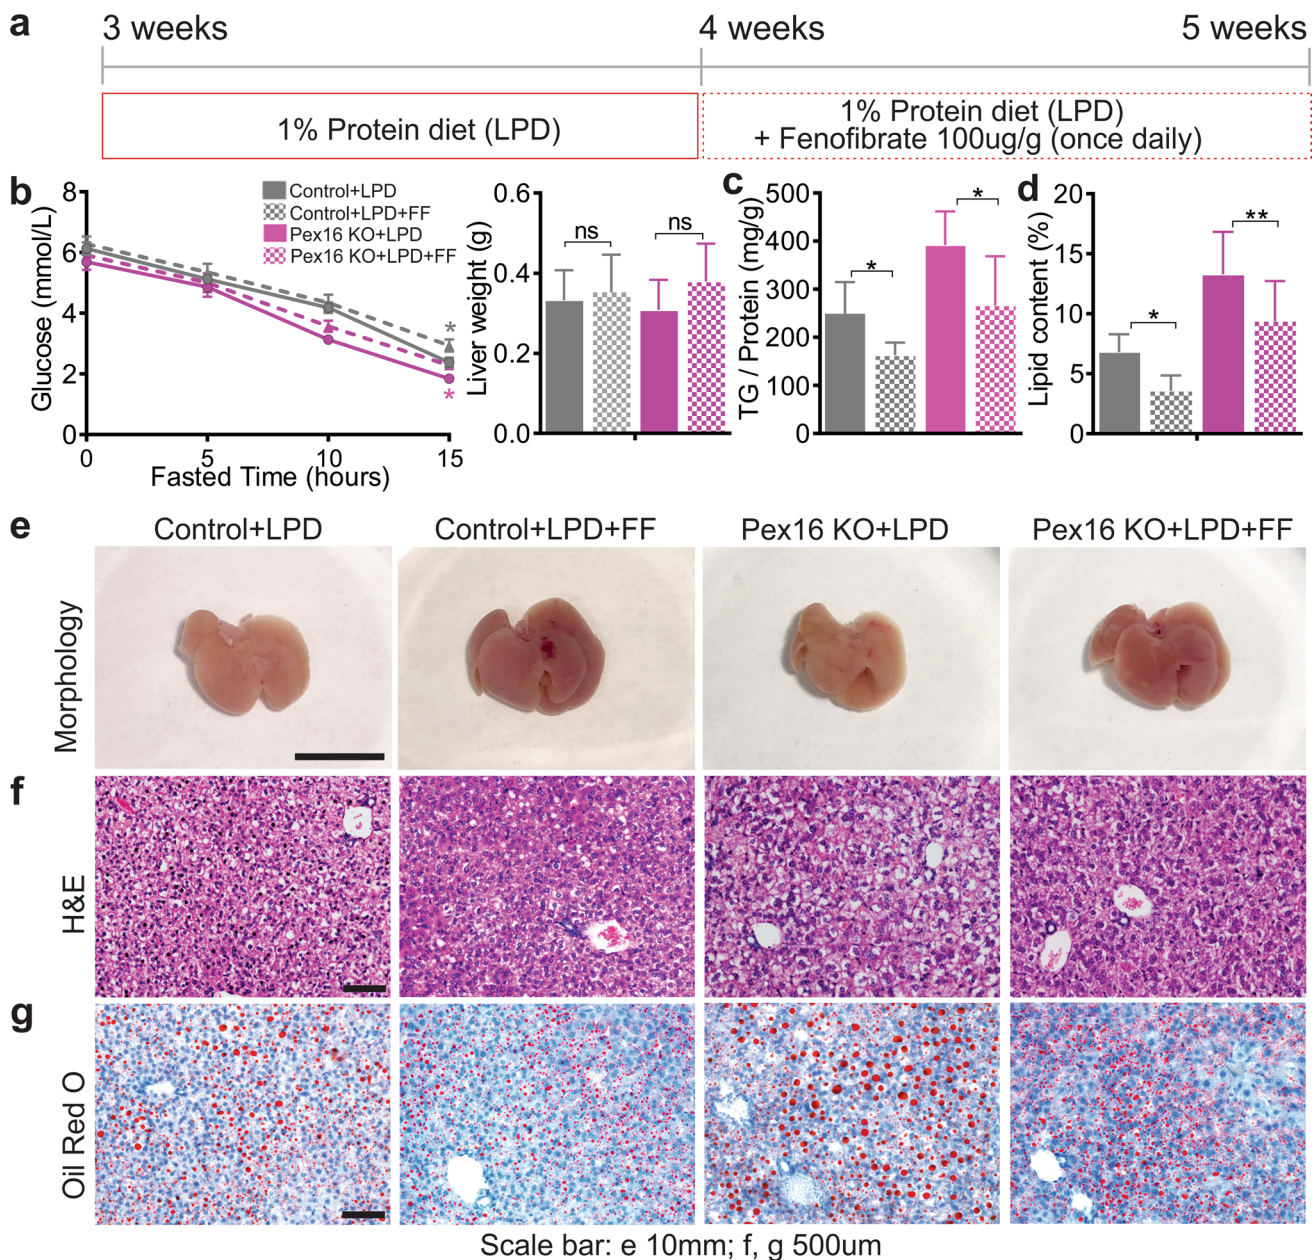 a
3 weeks
4 weeks
5 weeks
1% Protein diet (LPD)
1% Protein diet (LPD)
+ Fenofibrate 100ug/g (once daily)
b
Glucose (mmol/L)
8
6
4
2
0
0
5
10
15
Fasted Time (hours)
*
*
Control+LPD
Control+LPD+FF
Pex16 KO+LPD
Pex16 KO+LPD+FF
Liver weight (g)
0.6
0.4
0.2
0.0
ns
ns
c
TG / Protein (mg/g)
500
400
300
200
100
0
*
*
d
Lipid content (%)
20
15
10
5
0
*
**
e
Control+LPD
Control+LPD+FF
Pex16 KO+LPD
Pex16 KO+LPD+FF
Morphology
f
H&E
g
Oil Red O
Scale bar: e 10mm; f, g 500um